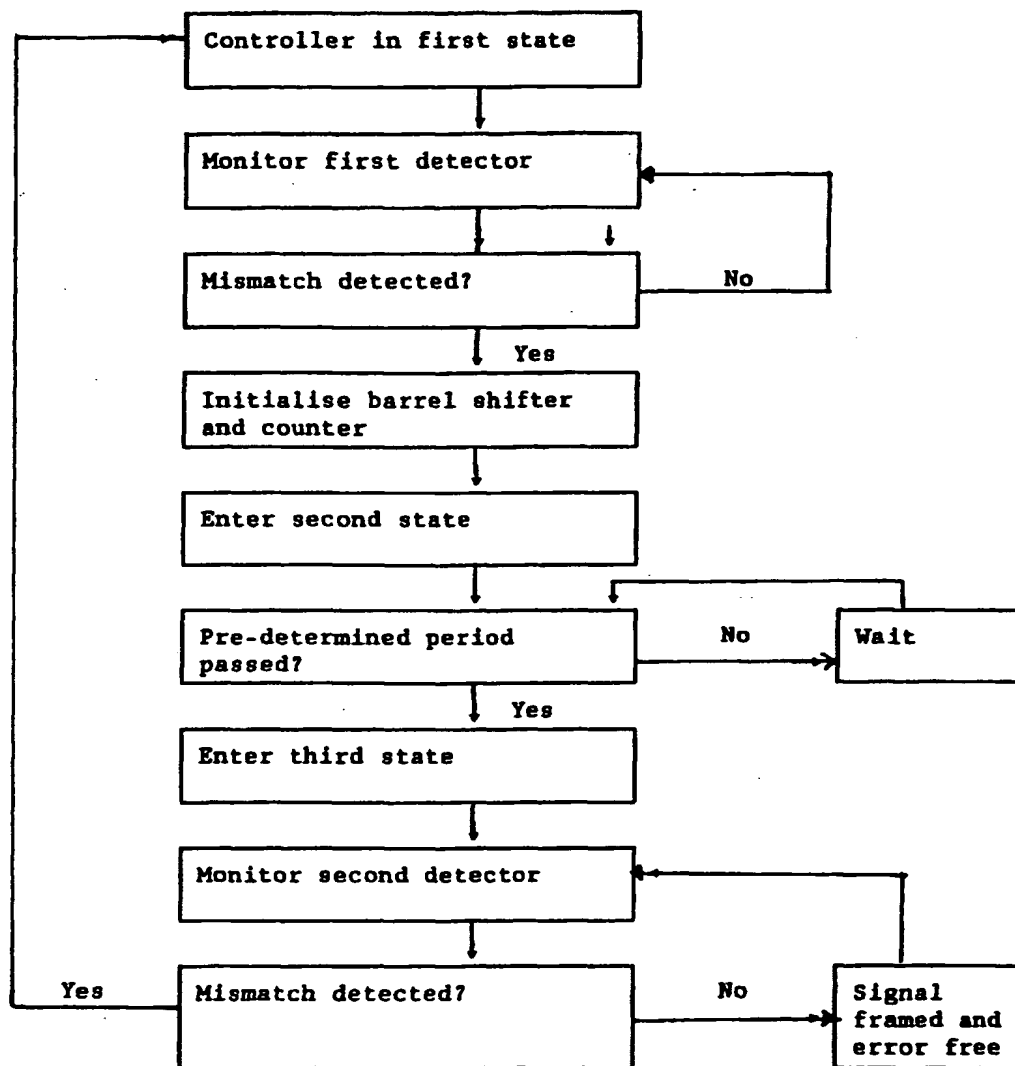 Controller in first state
Monitor first detector
Mismatch detected?
No
Yes
Initialise barrel shifter
and counter
Enter second state
Pre-determined period
passed?
No
Wait
Yes
Enter third state
Monitor second detector
Yes
Mismatch detected?
No
Signal
framed and
error free